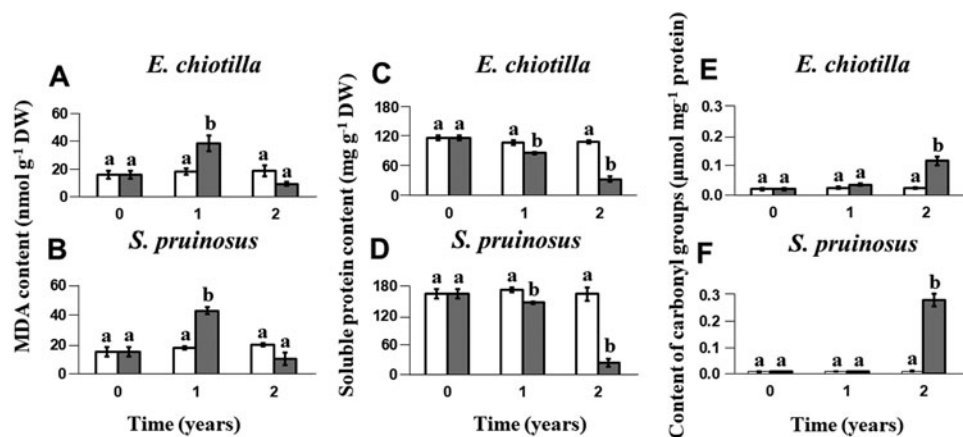 A
E. chiotilla
60
40
20
0
a a
a b
a a
0 1 2
B
S. pruinosus
60
40
20
0
a a
a b
a a
0 1 2
Time (years)
MDA content (nmol g⁻¹ DW)
C
E. chiotilla
180
120
60
0
a a
a b
a b
0 1 2
D
S. pruinosus
180
120
60
0
a a
a b
a b
0 1 2
Time (years)
Soluble protein content (mg g⁻¹ DW)
E
E. chiotilla
0.3
0.2
0.1
0.0
a a
a a
a b
0 1 2
F
S. pruinosus
0.3
0.2
0.1
0.0
a a
a a
a b
0 1 2
Time (years)
Content of carbonyl groups (µmol mg⁻¹ protein)